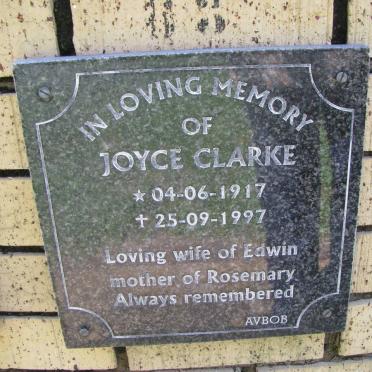 IN LOVING MEMORY
OF
JOYCE CLARKE
* 04-06-1917
✝ 25-09-1997
Loving wife of Edwin
mother of Rosemary
Always remembered
AVBOB